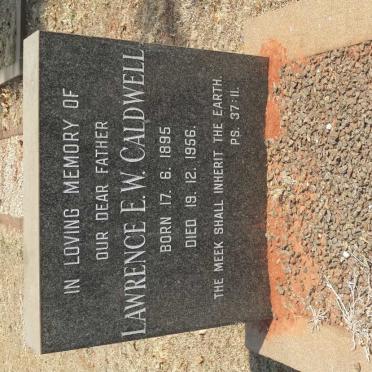 IN LOVING MEMORY OF
OUR DEAR FATHER
LAWRENCE E.W. CALDWELL
BORN 17. 6. 1895
DIED 19. 12. 1956.
THE MEEK SHALL INHERIT THE EARTH.
PS. 37:11.